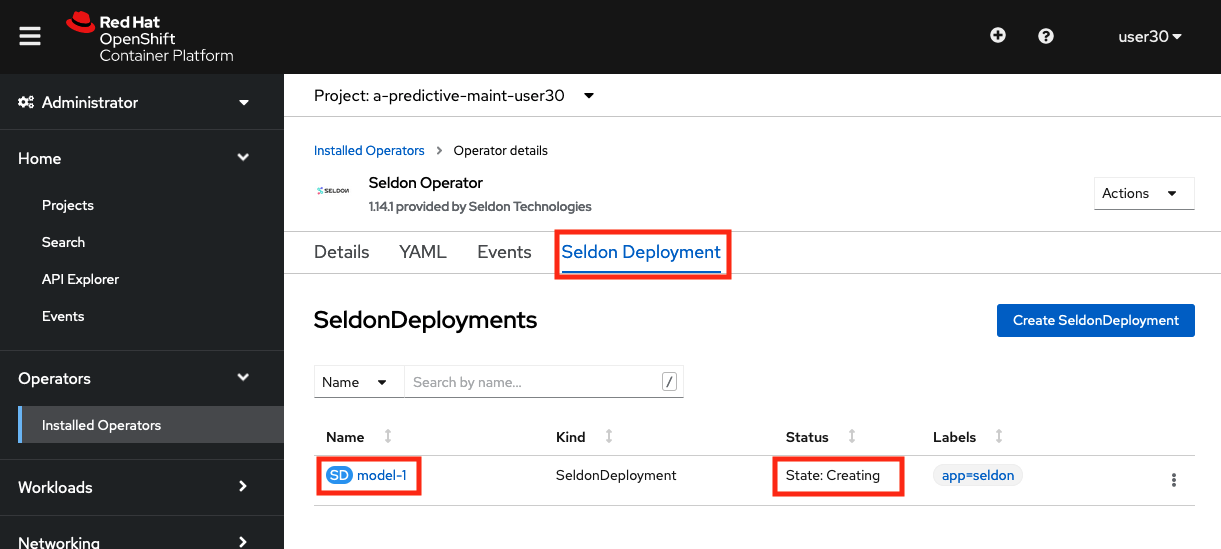 Red Hat
OpenShift
Container Platform
user30
Administrator
Home
Projects
Search
API Explorer
Events
Operators
Installed Operators
Workloads
Networking
Project: a-predictive-maint-user30
Installed Operators > Operator details
SELDON
Seldon Operator
1.14.1 provided by Seldon Technologies
Actions
Details YAML Events Seldon Deployment
SeldonDeployments
Create SeldonDeployment
Name Search by name... /
Name Kind Status Labels
SD model-1 SeldonDeployment State: Creating app=seldon